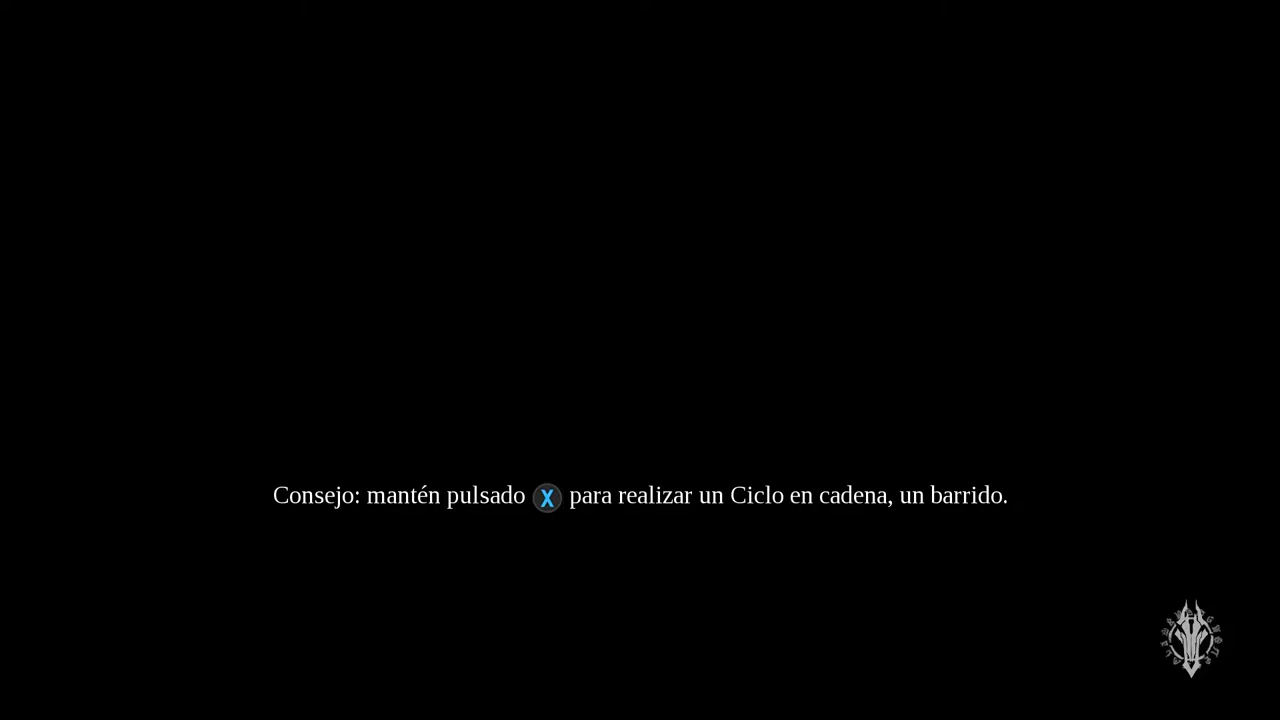 Consejo: mantén pulsado X para realizar un Ciclo en cadena, un barrido.